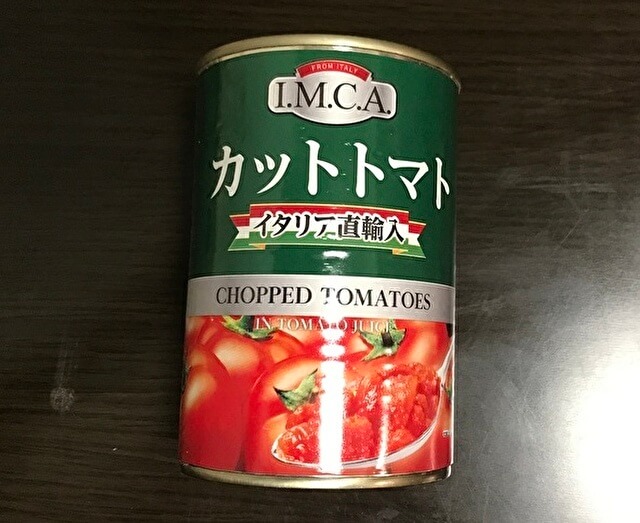 FROM ITALY
I.M.C.A.
カットトマト
イタリア直輸入
CHOPPED TOMATOES
IN TOMATO JUICE